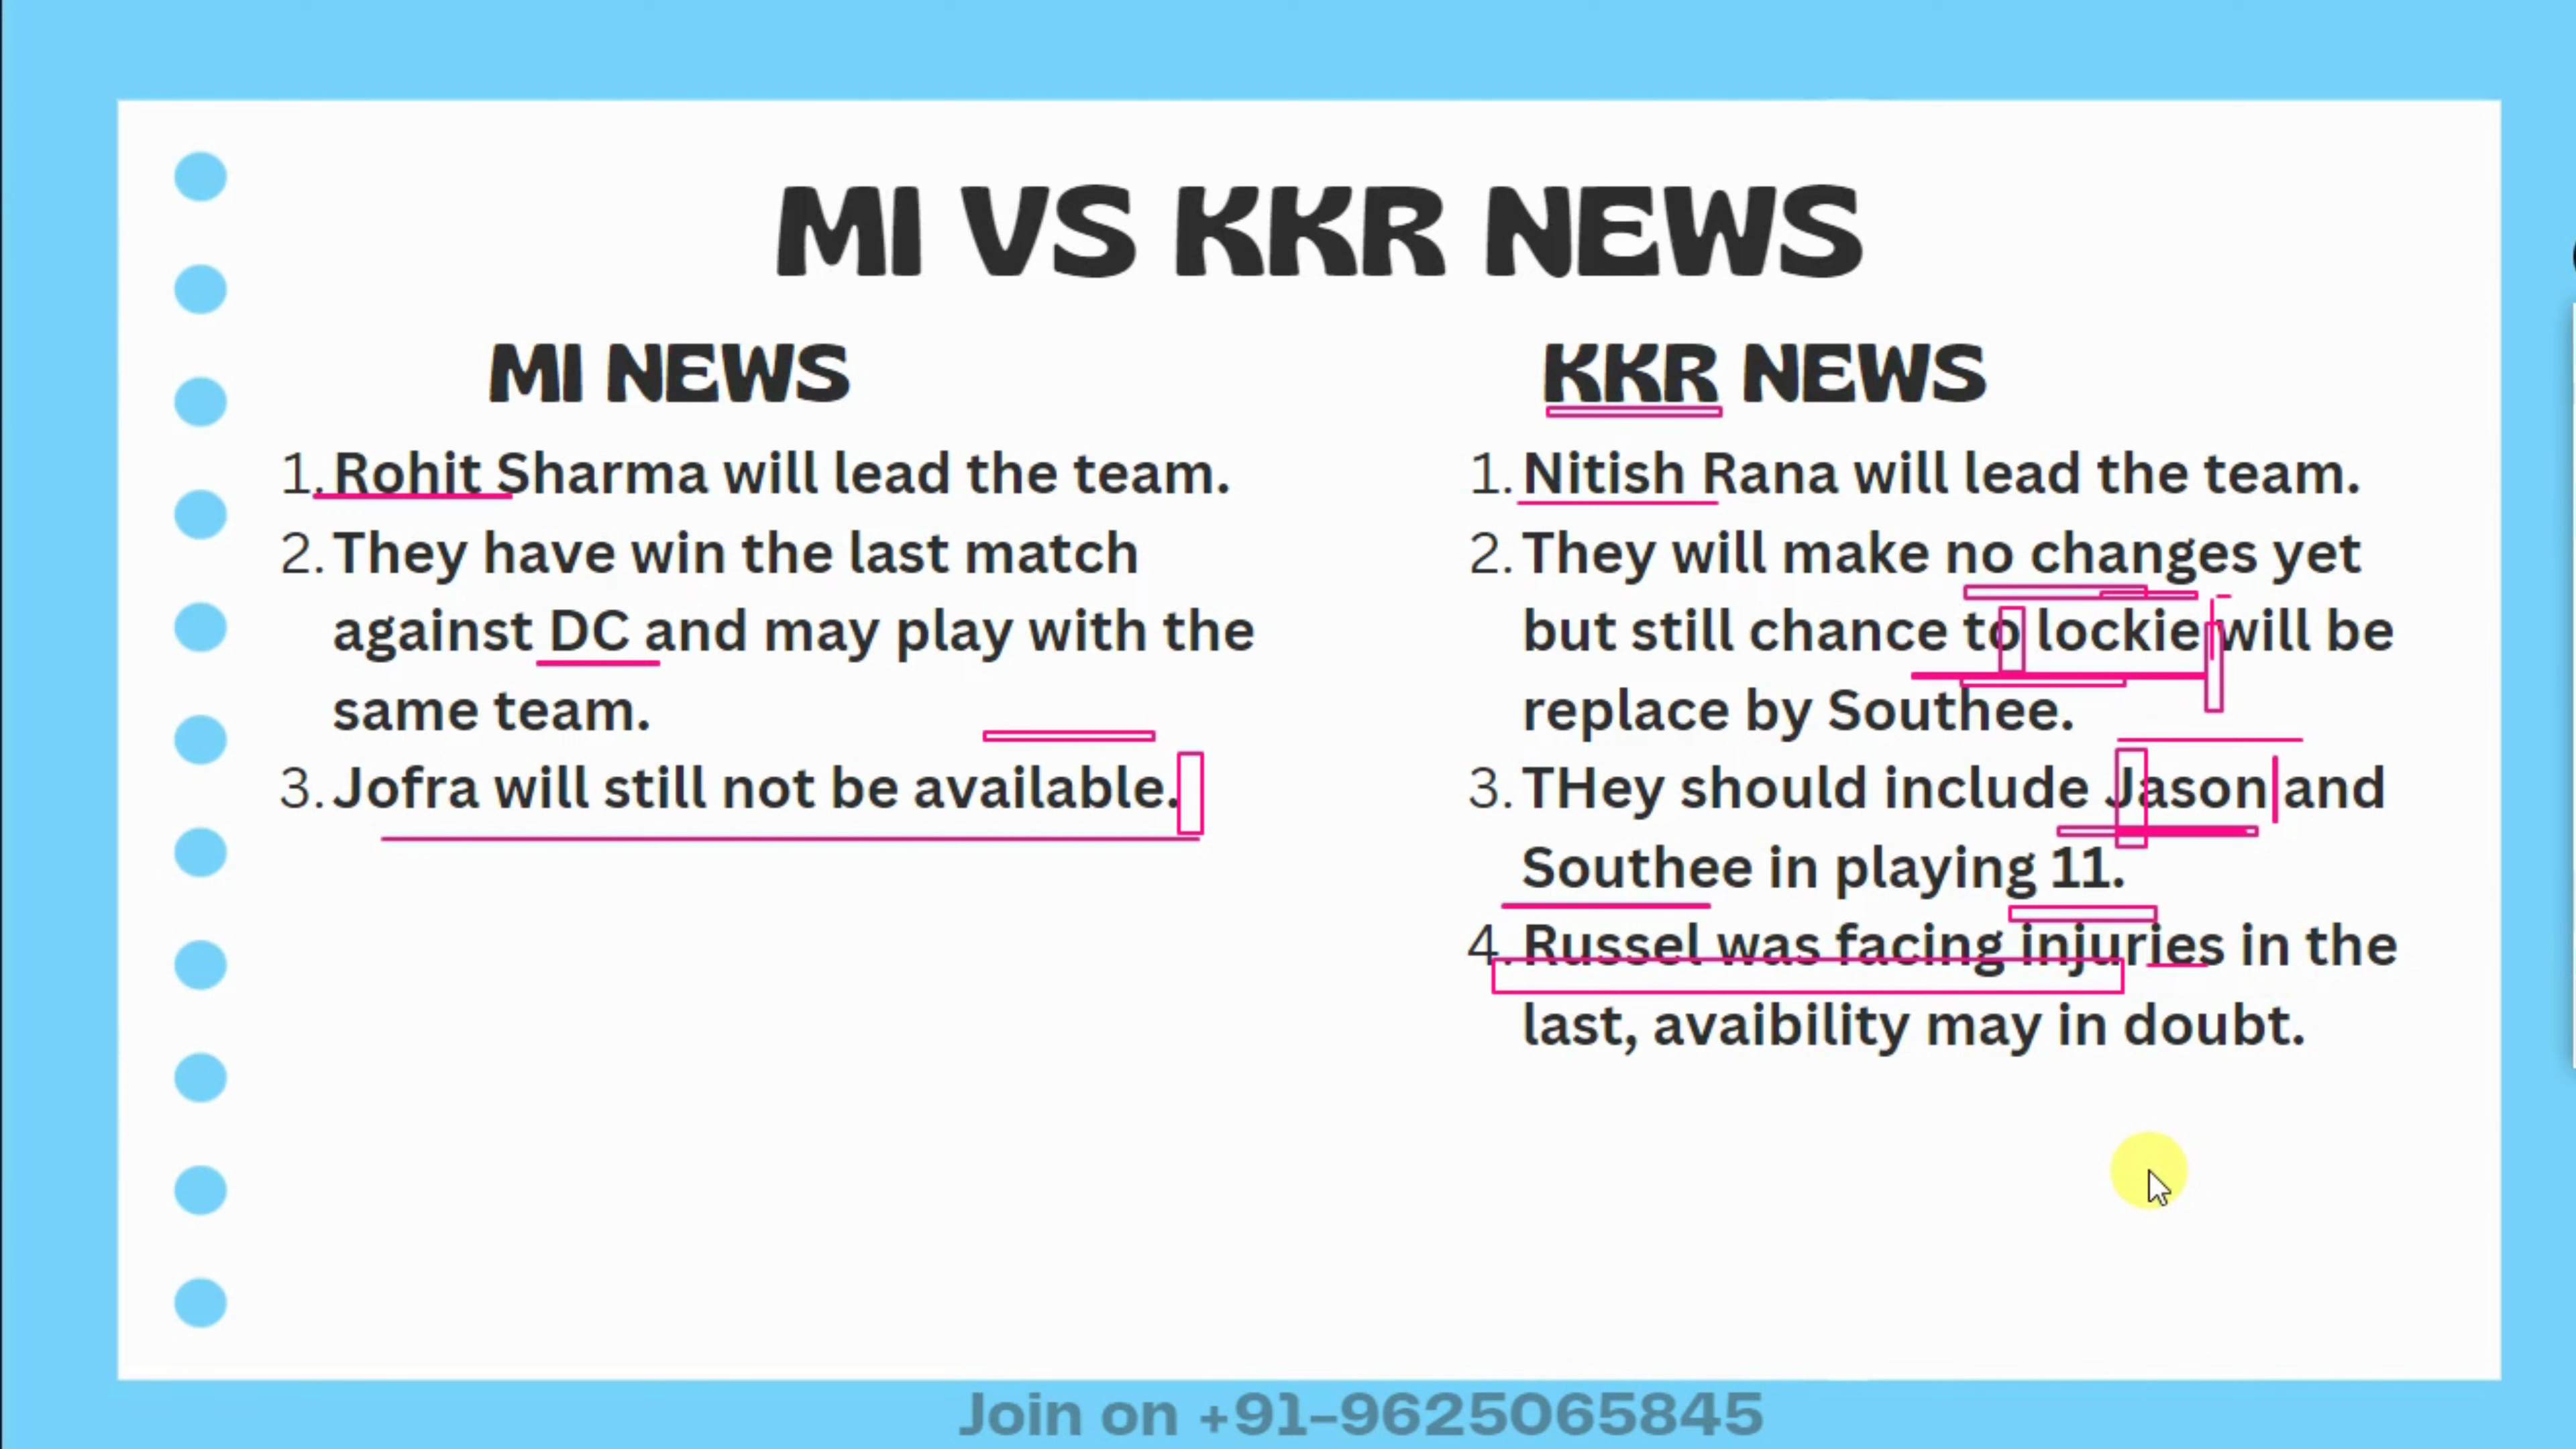 MI VS KKR NEWS
MI NEWS
1. Rohit Sharma will lead the team.
2. They have win the last match
against DC and may play with the
same team.
3. Jofra will still not be available.
KKR NEWS
1. Nitish Rana will lead the team.
2. They will make no changes yet
but still chance to lockie will be
replace by Southee.
3. THey should include Jason and
Southee in playing 11.
4. Russel was facing injuries in the
last, avaibility may in doubt.
Join on +91-9625065845